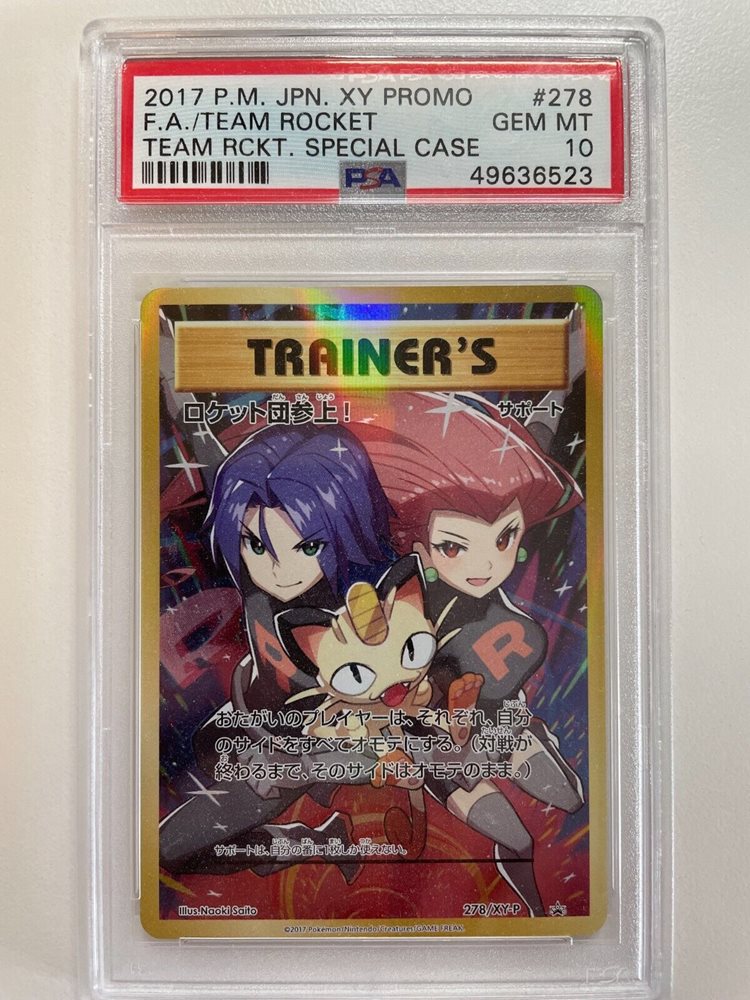 2017 P.M. JPN. XY PROMO #278
F.A./TEAM ROCKET GEM MT
TEAM RCKT. SPECIAL CASE 10
PSA 49636523
TRAINER'S
ロケット団参上! サポート
おたがいのプレイヤーは、それぞれ、自分
のサイドをすべてオモテにする。(対戦が
終わるまで、そのサイドはオモテのまま。)
サポートは、自分の番に1枚しか使えない。
Illus.Naoki Saito 278/XY-P
©2017 Pokémon/Nintendo/Creatures/GAME FREAK.